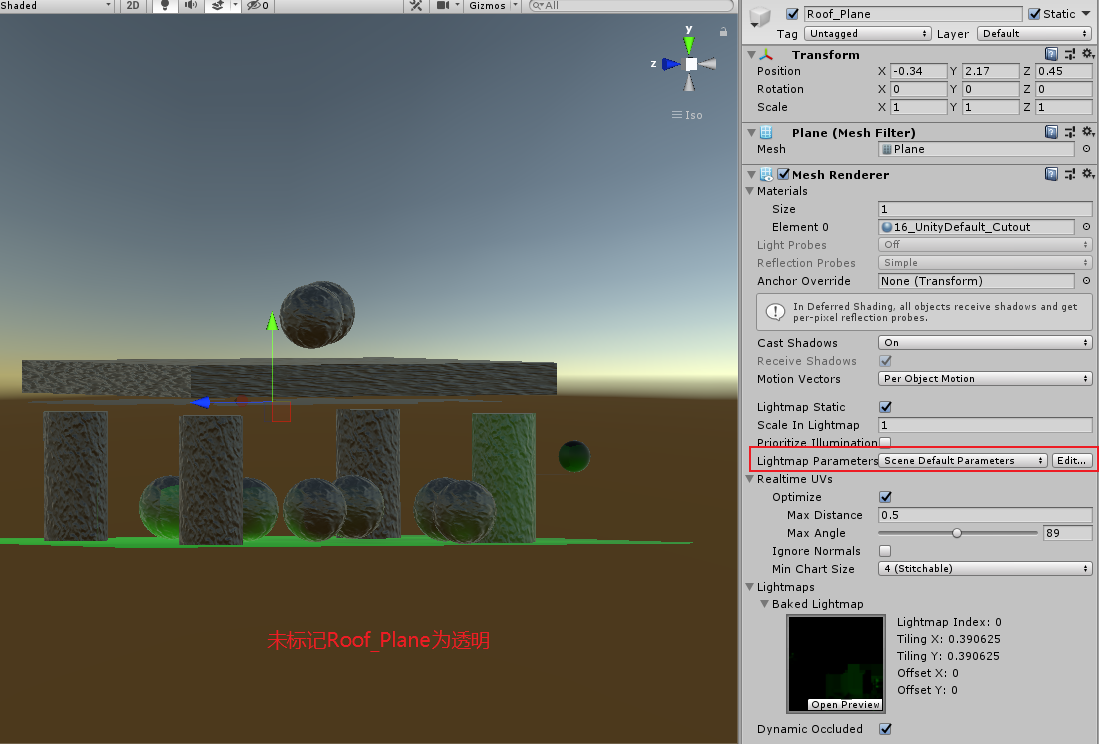 Shaded 2D 0 Gizmos All
y
z
Iso
未标记Roof_Plane为透明
Roof_Plane Static
Tag Untagged Layer Default
Transform
Position X -0.34 Y 2.17 Z 0.45
Rotation X 0 Y 0 Z 0
Scale X 1 Y 1 Z 1
Plane (Mesh Filter)
Mesh Plane
Mesh Renderer
Materials
Size 1
Element 0 16_UnityDefault_Cutout
Light Probes Off
Reflection Probes Simple
Anchor Override None (Transform)
In Deferred Shading, all objects receive shadows and get
per-pixel reflection probes.
Cast Shadows On
Receive Shadows
Motion Vectors Per Object Motion
Lightmap Static
Scale In Lightmap 1
Prioritize Illumination
Lightmap Parameters Scene Default Parameters Edit...
Realtime UVs
Optimize
Max Distance 0.5
Max Angle 89
Ignore Normals
Min Chart Size 4 (Stitchable)
Lightmaps
Baked Lightmap
Lightmap Index: 0
Tiling X: 0.390625
Tiling Y: 0.390625
Offset X: 0
Offset Y: 0
Open Preview
Dynamic Occluded